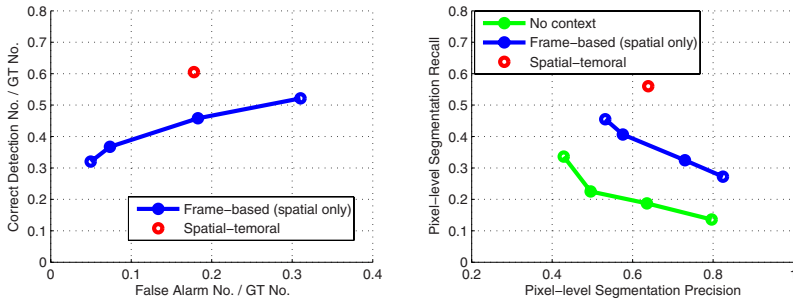 0.8
0.7
0.6
0.5
0.4
0.3
0.2
0.1
0
Correct Detection No. / GT No.
Frame−based (spatial only)
Spatial−temoral
0 0.1 0.2 0.3 0.4
False Alarm No. / GT No.
0.8
0.7
0.6
0.5
0.4
0.3
0.2
0.1
0
Pixel−level Segmentation Recall
No context
Frame−based (spatial only)
Spatial−temoral
0.2 0.4 0.6 0.8 1
Pixel−level Segmentation Precision